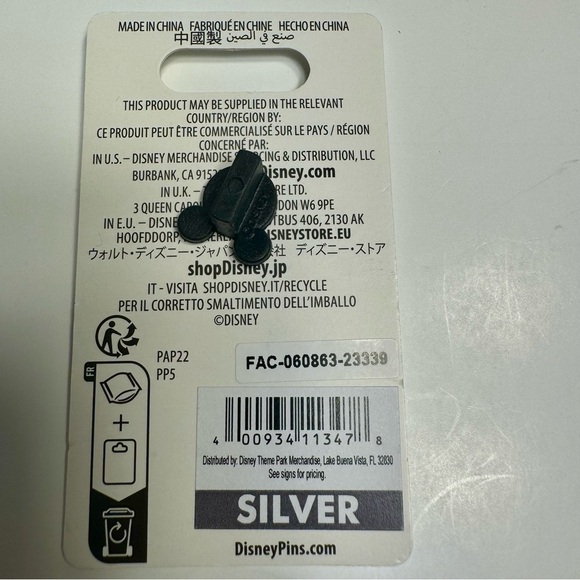 MADE IN CHINA FABRIQUÉ EN CHINE HECHO EN CHINA
中國製 صنع في الصين
THIS PRODUCT MAY BE SUPPLIED IN THE RELEVANT
COUNTRY/REGION BY:
CE PRODUIT PEUT ÊTRE COMMERCIALISÉ SUR LE PAYS / RÉGION
CONCERNÉ PAR:
IN U.S. – DISNEY MERCHANDISE & DISTRIBUTION, LLC
BURBANK, CA Disney.com
IN U.K. – RE LTD.
3 QUEEN W6 9PE
IN E.U. – 406, 2130 AK
HOOFDDORP, DISNEYSTORE.EU
ウォルト・ディズニー・ジャパン 会社 ディズニー・ストア
shopDisney.jp
IT - VISITA SHOPDISNEY.IT/RECYCLE
PER IL CORRETTO SMALTIMENTO DELL'IMBALLO
©DISNEY
PAP22
PP5
FR
+
FAC-060863-23339
4 00934 11347 8
Distributed by: Disney Theme Park Merchandise, Lake Buena Vista, FL 32830
See signs for pricing.
SILVER
DisneyPins.com